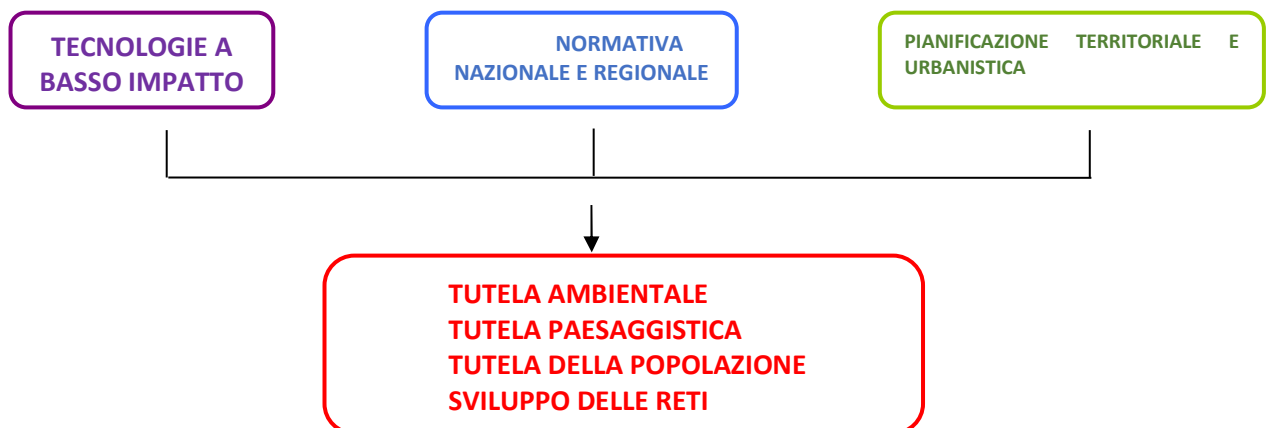 TECNOLOGIE A
BASSO IMPATTO
NORMATIVA
NAZIONALE E REGIONALE
PIANIFICAZIONE TERRITORIALE E
URBANISTICA
TUTELA AMBIENTALE
TUTELA PAESAGGISTICA
TUTELA DELLA POPOLAZIONE
SVILUPPO DELLE RETI